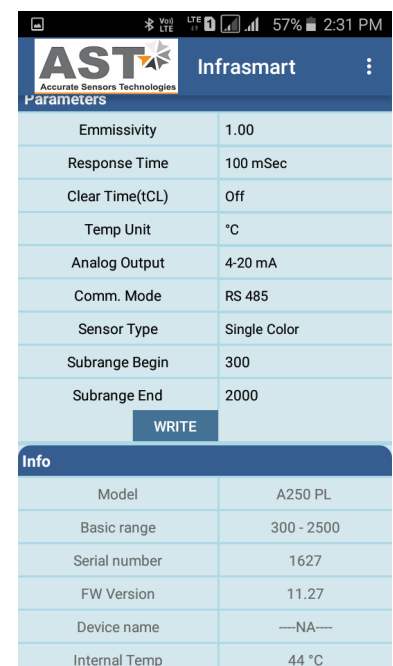 Vo)) LTE LTE 1 57% 2:31 PM
AST
Accurate Sensors Technologies
Infrasmart
Parameters
Emmissivity 1.00
Response Time 100 mSec
Clear Time(tCL) Off
Temp Unit °C
Analog Output 4-20 mA
Comm. Mode RS 485
Sensor Type Single Color
Subrange Begin 300
Subrange End 2000
WRITE
Info
Model A250 PL
Basic range 300 - 2500
Serial number 1627
FW Version 11.27
Device name ----NA----
Internal Temp 44 °C